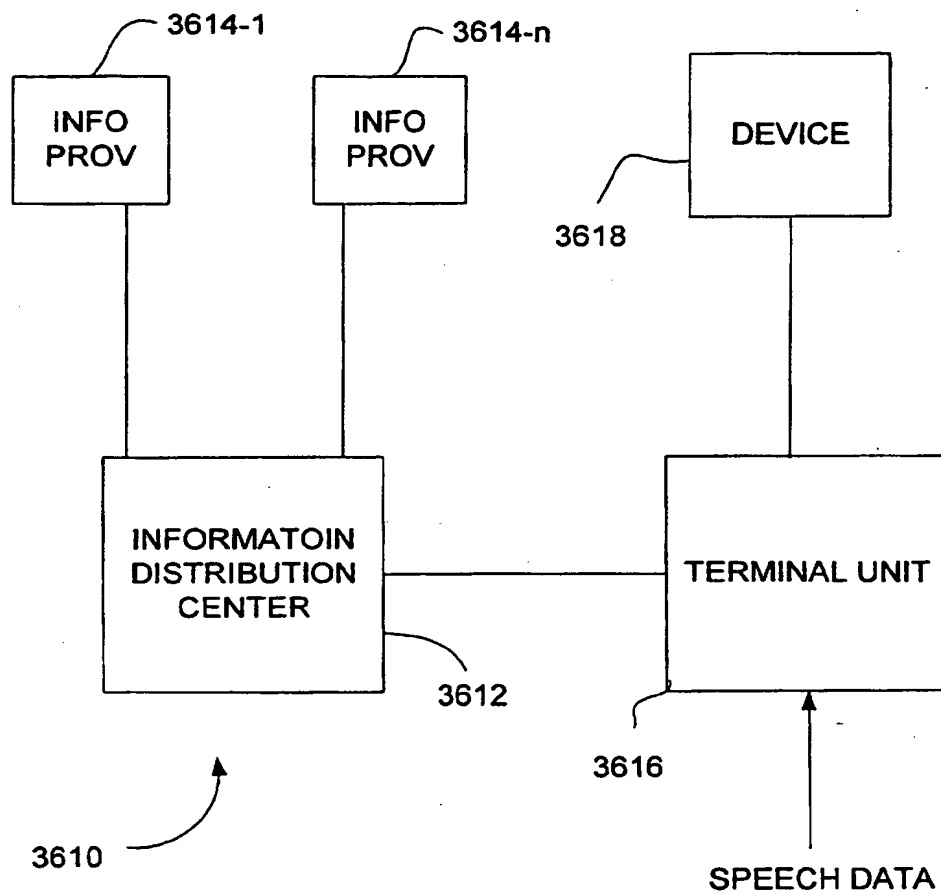 3614-1
3614-n
INFO
PROV
INFO
PROV
DEVICE
3618
INFORMATOIN
DISTRIBUTION
CENTER
TERMINAL UNIT
3612
3616
3610
SPEECH DATA